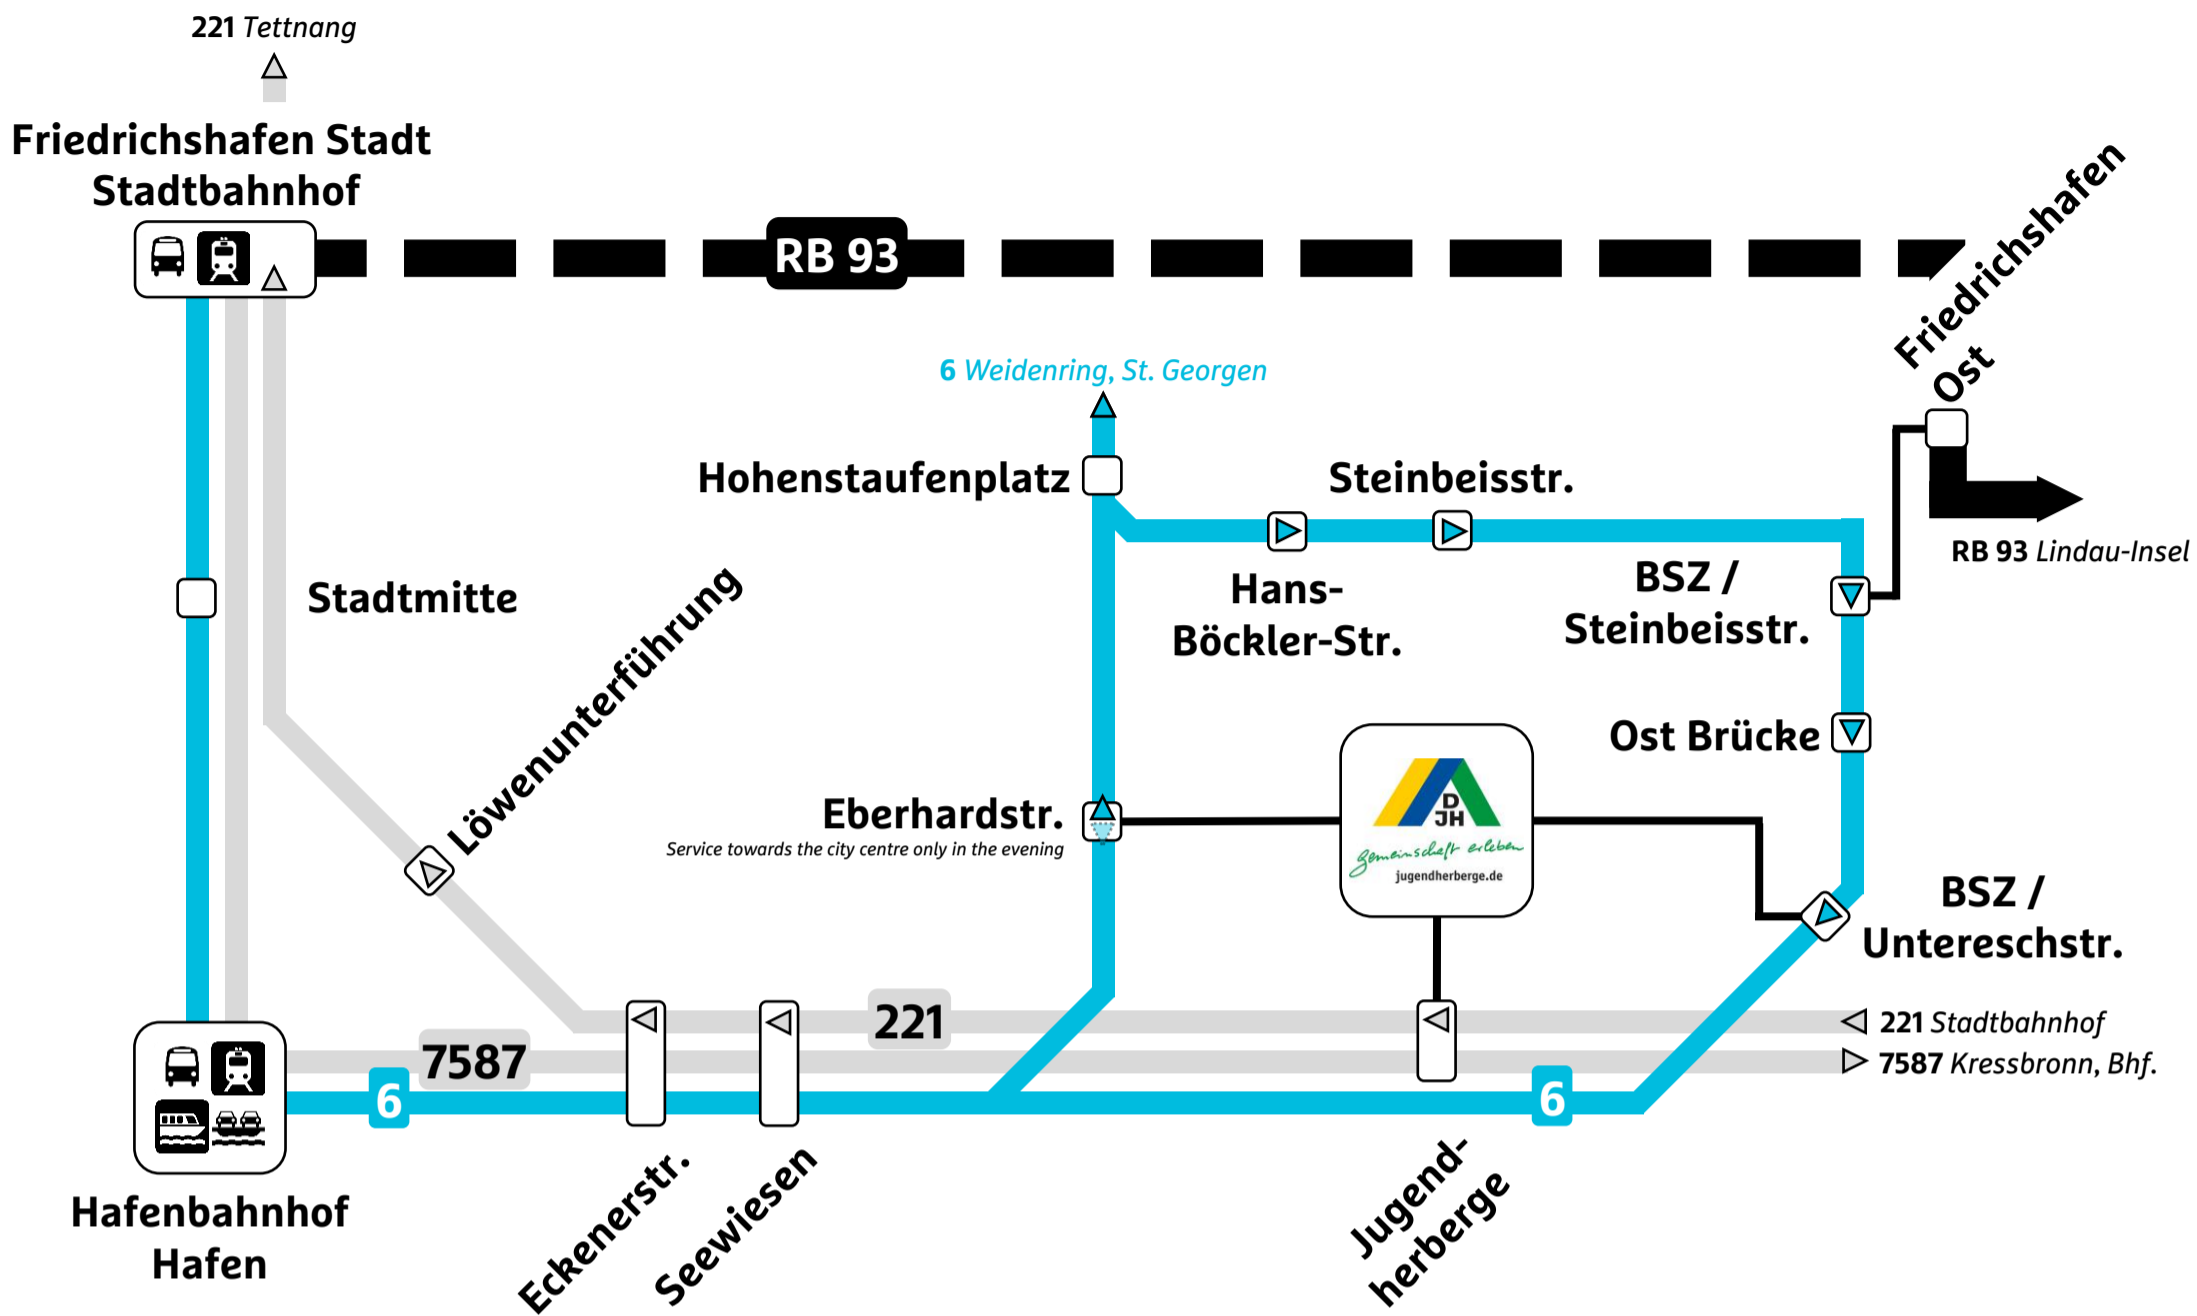 221 Tettnang
Friedrichshafen Stadt
Stadtbahnhof
RB 93
Friedrichshafen
Ost
RB 93 Lindau-Insel
6 Weidenring, St. Georgen
Hohenstaufenplatz
Steinbeisstr.
Hans-
Böckler-Str.
BSZ /
Steinbeisstr.
Stadtmitte
Löwenunterführung
Ost Brücke
Eberhardstr.
Service towards the city centre only in the evening
D
JH
gemeinschaft erleben
jugendherberge.de
BSZ /
Untereschstr.
221
221 Stadtbahnhof
7587
7587 Kressbronn, Bhf.
6
6
Hafenbahnhof
Hafen
Eckenerstr.
Seewiesen
Jugend-
herberge